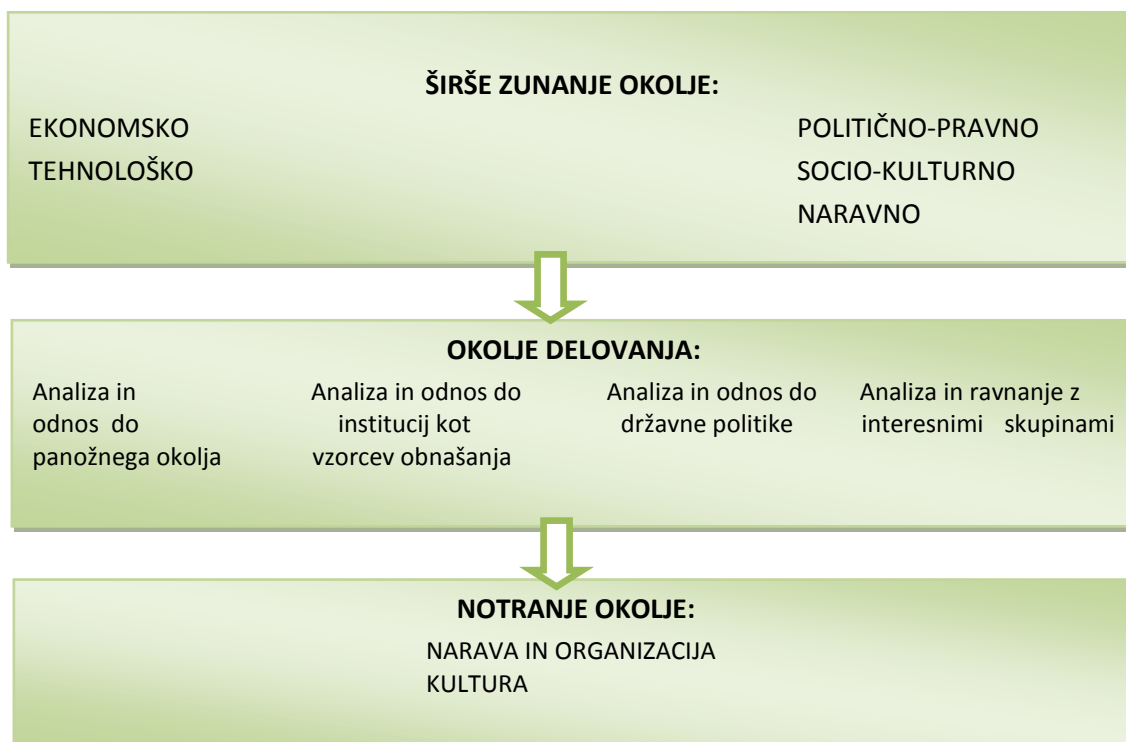 ŠIRŠE ZUNANJE OKOLJE:
EKONOMSKO
TEHNOLOŠKO
POLITIČNO-PRAVNO
SOCIO-KULTURNO
NARAVNO
OKOLJE DELOVANJA:
Analiza in
odnos do
panožnega okolja
Analiza in odnos do
institucij kot
vzorcev obnašanja
Analiza in odnos do
državne politike
Analiza in ravnanje z
interesnimi skupinami
NOTRANJE OKOLJE:
NARAVA IN ORGANIZACIJA
KULTURA